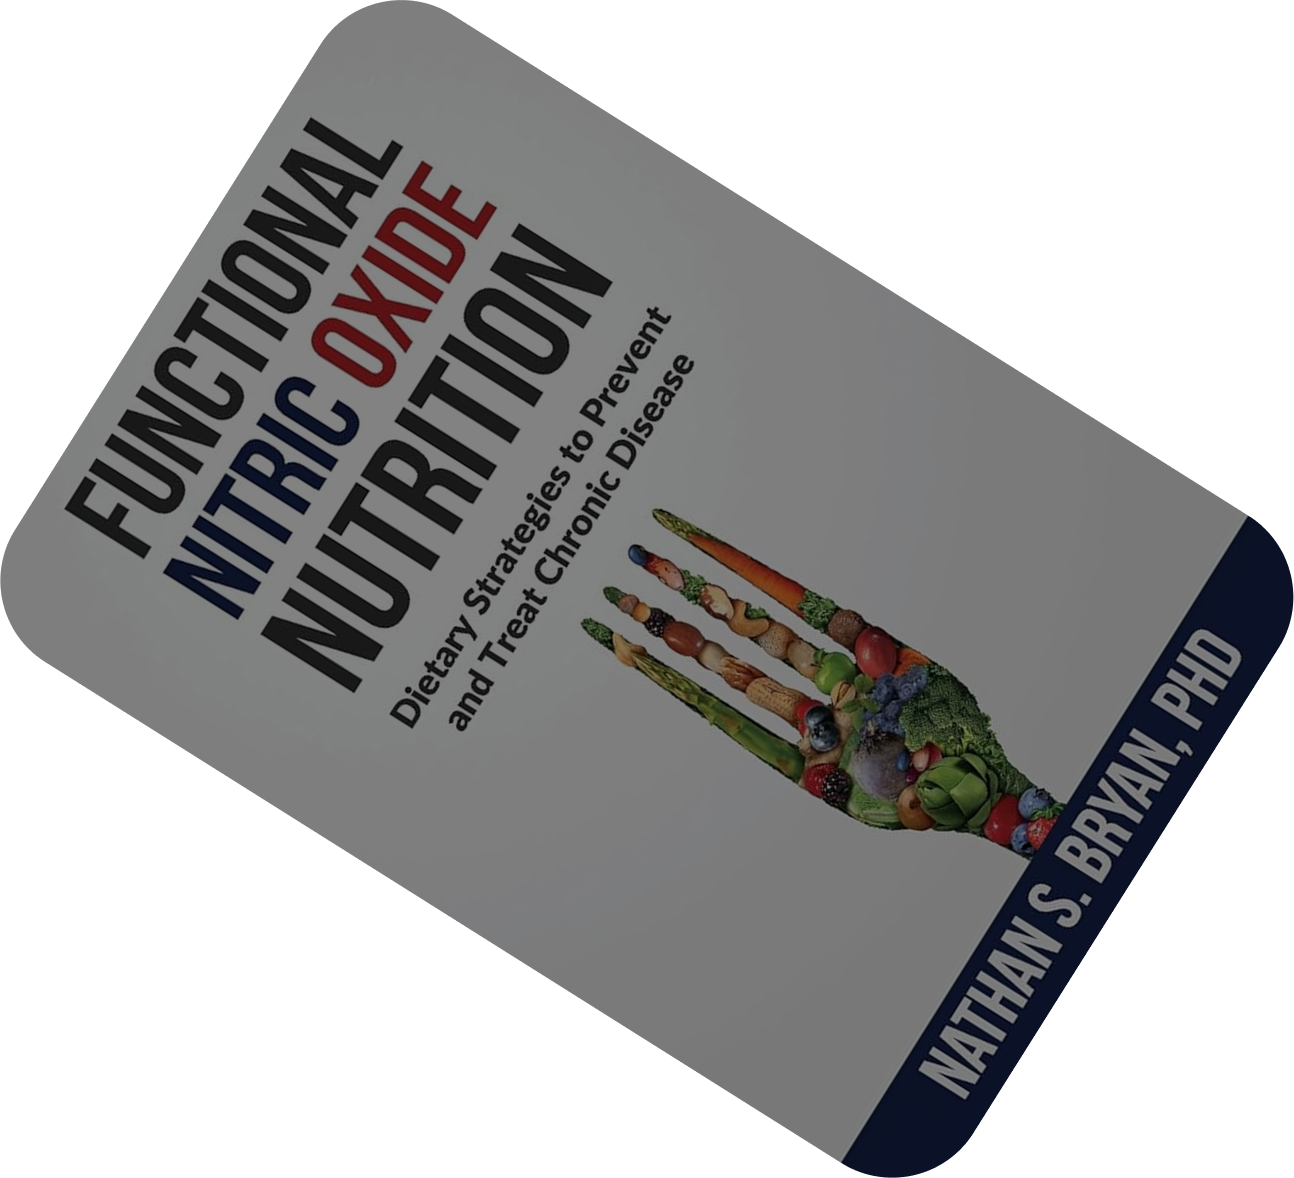 FUNCTIONAL
NITRIC OXIDE
NUTRITION
Dietary Strategies to Prevent
and Treat Chronic Disease
NATHAN S. BRYAN, PHD